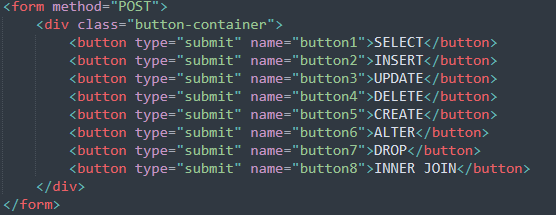 <form method="POST">
    <div class="button-container">
        <button type="submit" name="button1">SELECT</button>
        <button type="submit" name="button2">INSERT</button>
        <button type="submit" name="button3">UPDATE</button>
        <button type="submit" name="button4">DELETE</button>
        <button type="submit" name="button5">CREATE</button>
        <button type="submit" name="button6">ALTER</button>
        <button type="submit" name="button7">DROP</button>
        <button type="submit" name="button8">INNER JOIN</button>
    </div>
</form>